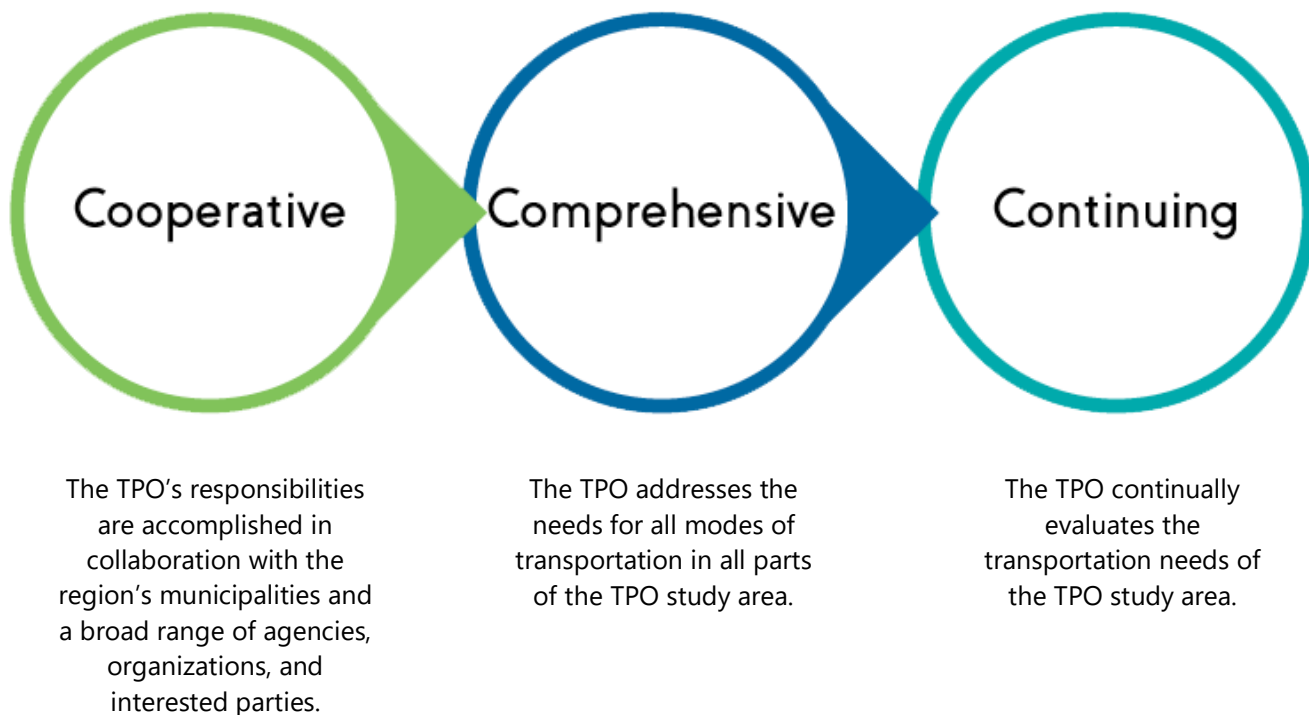 Cooperative
Comprehensive
Continuing
The TPO’s responsibilities
are accomplished in
collaboration with the
region’s municipalities and
a broad range of agencies,
organizations, and
interested parties.
The TPO addresses the
needs for all modes of
transportation in all parts
of the TPO study area.
The TPO continually
evaluates the
transportation needs of
the TPO study area.